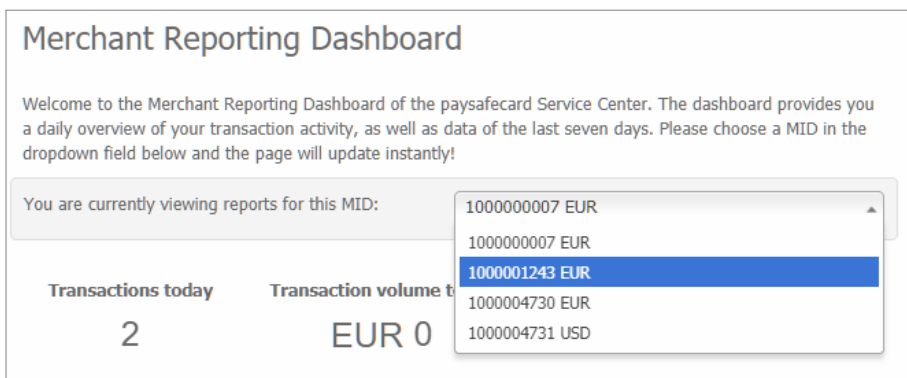 Merchant Reporting Dashboard
Welcome to the Merchant Reporting Dashboard of the paysafecard Service Center. The dashboard provides you
a daily overview of your transaction activity, as well as data of the last seven days. Please choose a MID in the
dropdown field below and the page will update instantly!
You are currently viewing reports for this MID:
1000000007 EUR
1000000007 EUR
1000001243 EUR
1000004730 EUR
1000004731 USD
Transactions today
Transaction volume
2
EUR 0